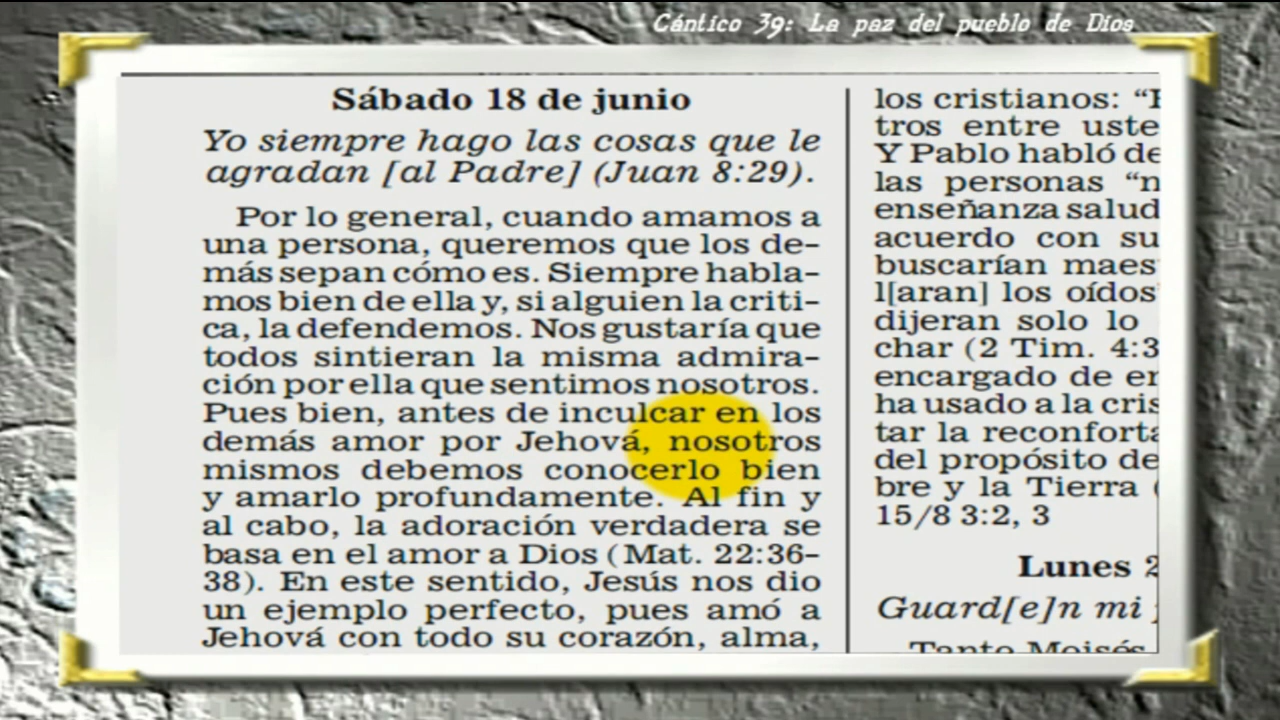 Cántico 39: La paz del pueblo de Dios
Sábado 18 de junio
Yo siempre hago las cosas que le
agradan [al Padre] (Juan 8:29).
Por lo general, cuando amamos a
una persona, queremos que los de-
más sepan cómo es. Siempre habla-
mos bien de ella y, si alguien la criti-
ca, la defendemos. Nos gustaría que
todos sintieran la misma admira-
ción por ella que sentimos nosotros.
Pues bien, antes de inculcar en los
demás amor por Jehová, nosotros
mismos debemos conocerlo bien
y amarlo profundamente. Al fin y
al cabo, la adoración verdadera se
basa en el amor a Dios (Mat. 22:36-
38). En este sentido, Jesús nos dio
un ejemplo perfecto, pues amó a
Jehová con todo su corazón, alma,
los cristianos:
tros entre uste
Y Pablo habló de
las personas “n
enseñanza salud
acuerdo con su
buscarían maes
l[aran] los oídos
dijeran solo lo
char (2 Tim. 4:3
encargado de en
ha usado a la cris
tar la reconforta
del propósito de
bre y la Tierra (
15/8 3:2, 3
Lunes 2
Guard[e]n mi
Tanto Moisés